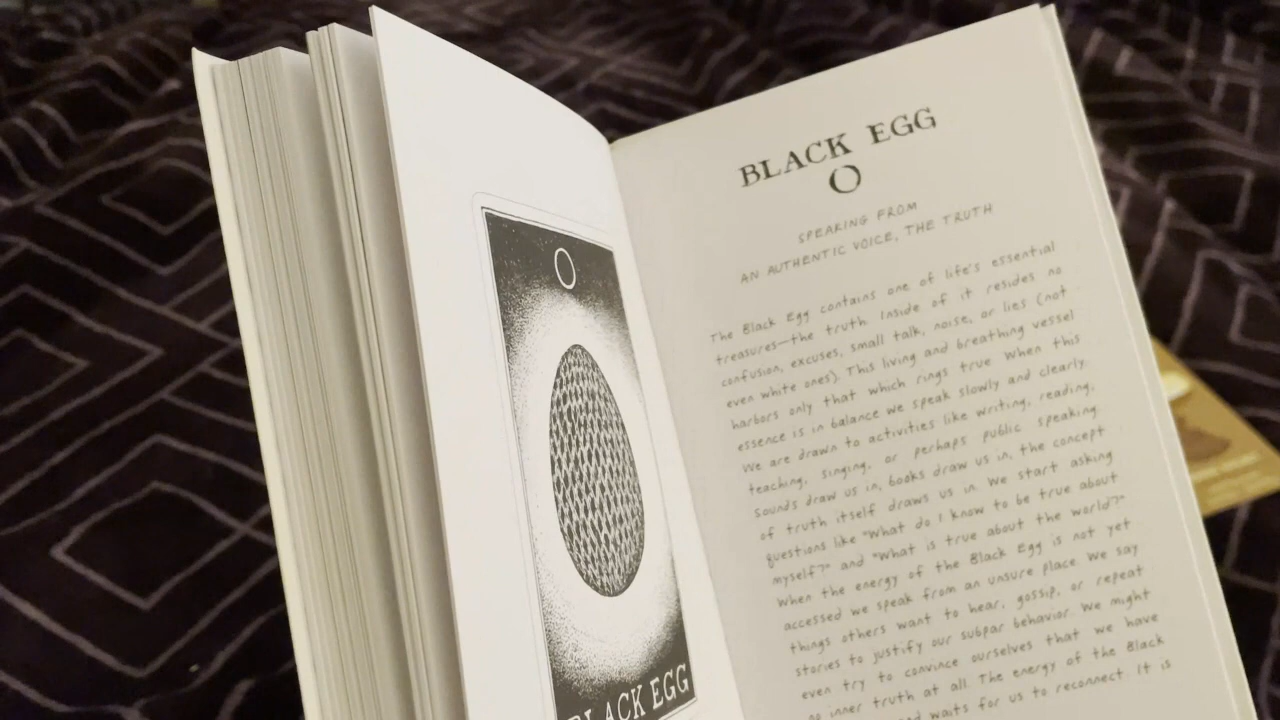 BLACK EGG
BLACK EGG
SPEAKING FROM
AN AUTHENTIC VOICE, THE TRUTH
The Black Egg contains one of life's essential
treasures—the truth. Inside of it resides no
confusion, excuses, small talk, noise, or lies (not
even white ones). This living and breathing vessel
harbors only that which rings true. When this
essence is in balance we speak slowly and clearly.
We are drawn to activities like writing, reading,
teaching, singing, or perhaps public speaking.
Sounds draw us in, books draw us in, the concept
of truth itself draws us in. We start asking
questions like "What do I know to be true about
myself?" and "What is true about the world?"
When the energy of the Black Egg is not yet
accessed we speak from an unsure place. We say
things others want to hear, gossip, or repeat
stories to justify our subpar behavior. We might
even try to convince ourselves that we have
no inner truth at all. The energy of the Black
and waits for us to reconnect. It is